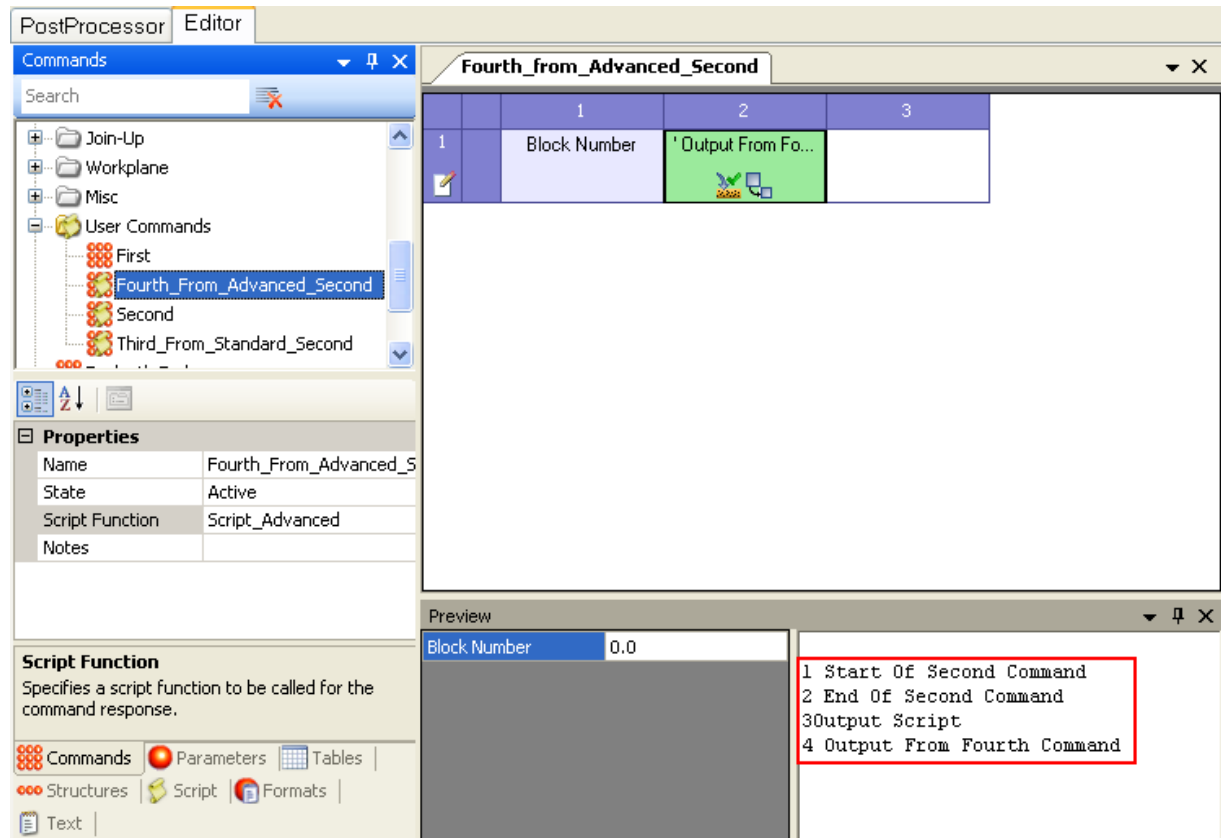 PostProcessor Editor
Commands
Search
Join-Up
Workplane
Misc
User Commands
First
Fourth_From_Advanced_Second
Second
Third_From_Standard_Second
Properties
Name Fourth_From_Advanced_S
State Active
Script Function Script_Advanced
Notes
Script Function
Specifies a script function to be called for the
command response.
Commands Parameters Tables
Structures Script Formats
Text
Fourth_from_Advanced_Second
1 2 3
1 Block Number ' Output From Fo...
Preview
Block Number 0.0
1 Start Of Second Command
2 End Of Second Command
3Output Script
4 Output From Fourth Command